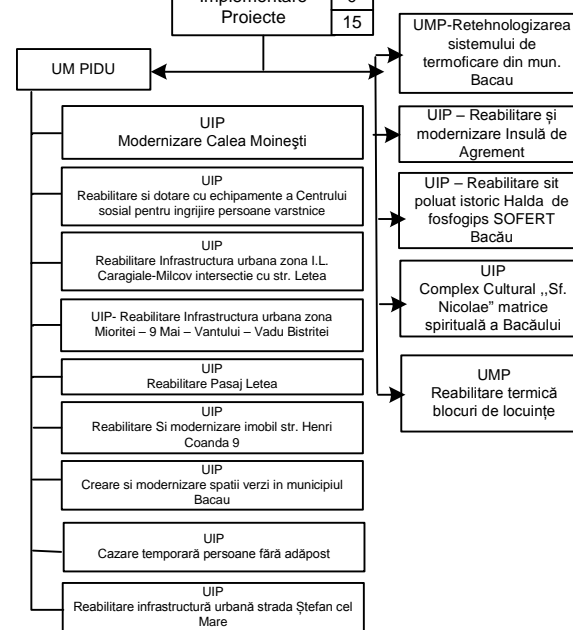 Implementare
Proiecte
15
UM PIDU
UIP
Modernizare Calea Moineşti
UIP
Reabilitare si dotare cu echipamente a Centrului
sosial pentru ingrijire persoane varstnice
UIP
Reabilitare Infrastructura urbana zona I.L.
Caragiale-Milcov intersectie cu str. Letea
UIP- Reabilitare Infrastructura urbana zona
Mioritei – 9 Mai – Vantului – Vadu Bistritei
UIP
Reabilitare Pasaj Letea
UIP
Reabilitare Si modernizare imobil str. Henri
Coanda 9
UIP
Creare si modernizare spatii verzi in municipiul
Bacau
UIP
Cazare temporară persoane fără adăpost
UIP
Reabilitare infrastructură urbană strada Ștefan cel
Mare
UMP-Retehnologizarea
sistemului de
termoficare din mun.
Bacau
UIP – Reabilitare și
modernizare Insulă de
Agrement
UIP – Reabilitare sit
poluat istoric Halda de
fosfogips SOFERT
Bacău
UIP
Complex Cultural ,,Sf.
Nicolae” matrice
spirituală a Bacăului
UMP
Reabilitare termică
blocuri de locuințe